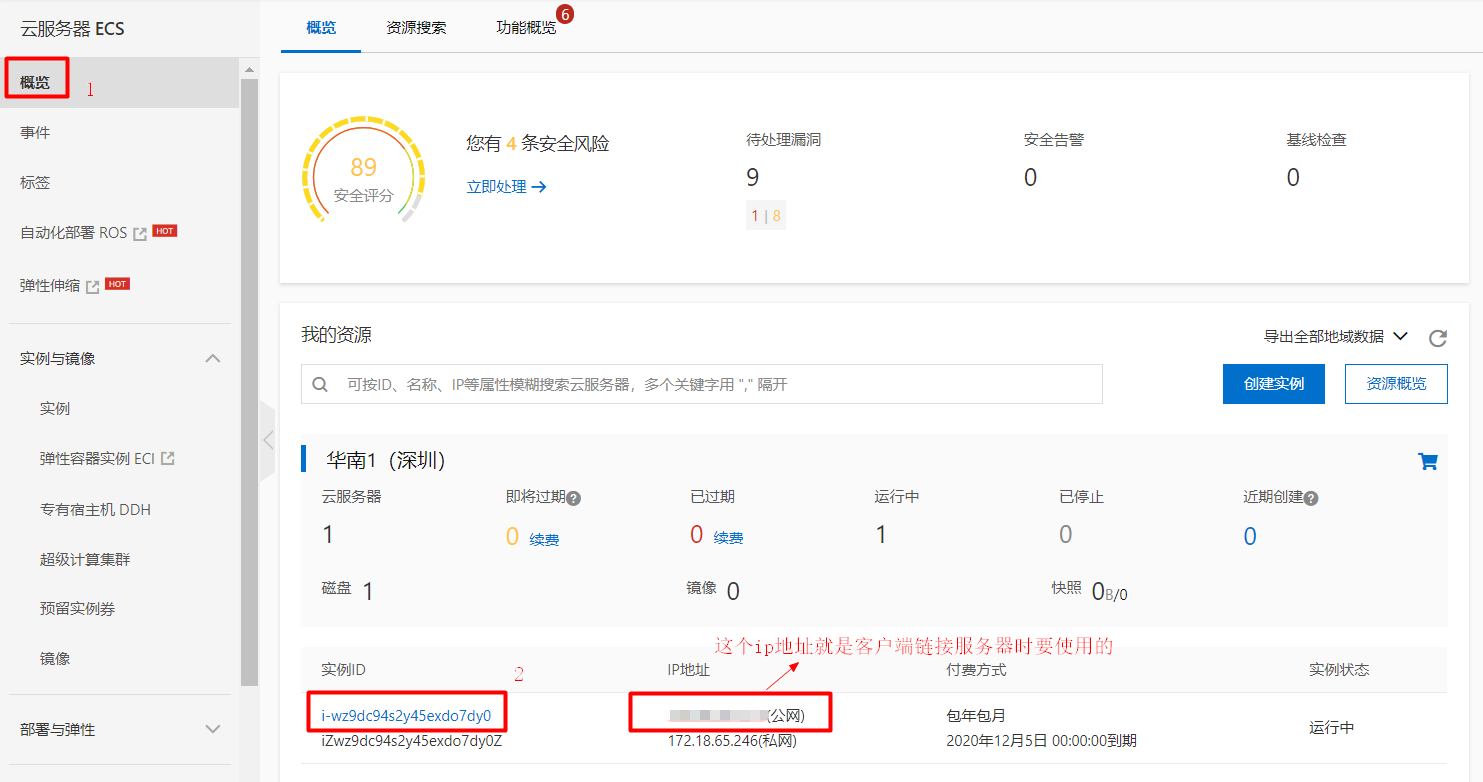 云服务器 ECS
概览
1
事件
标签
自动化部署 ROS HOT
弹性伸缩 HOT
实例与镜像
实例
弹性容器实例 ECI
专有宿主机 DDH
超级计算集群
预留实例券
镜像
部署与弹性
概览 资源搜索 功能概览 6
89
安全评分
您有 4 条安全风险
立即处理
待处理漏洞
9
1 | 8
安全告警
0
基线检查
0
我的资源
导出全部地域数据
可按ID、名称、IP等属性模糊搜索云服务器，多个关键字用 "," 隔开
创建实例
资源概览
华南1（深圳）
云服务器 即将过期 已过期 运行中 已停止 近期创建
1 0 续费 0 续费 1 0 0
磁盘 1 镜像 0 快照 0B/0
这个ip地址就是客户端链接服务器时要使用的
实例ID 2 IP地址 付费方式 实例状态
i-wz9dc94s2y45exdo7dy0 (公网) 包年包月
iZwz9dc94s2y45exdo7dy0Z 172.18.65.246(私网) 2020年12月5日 00:00:00到期
运行中